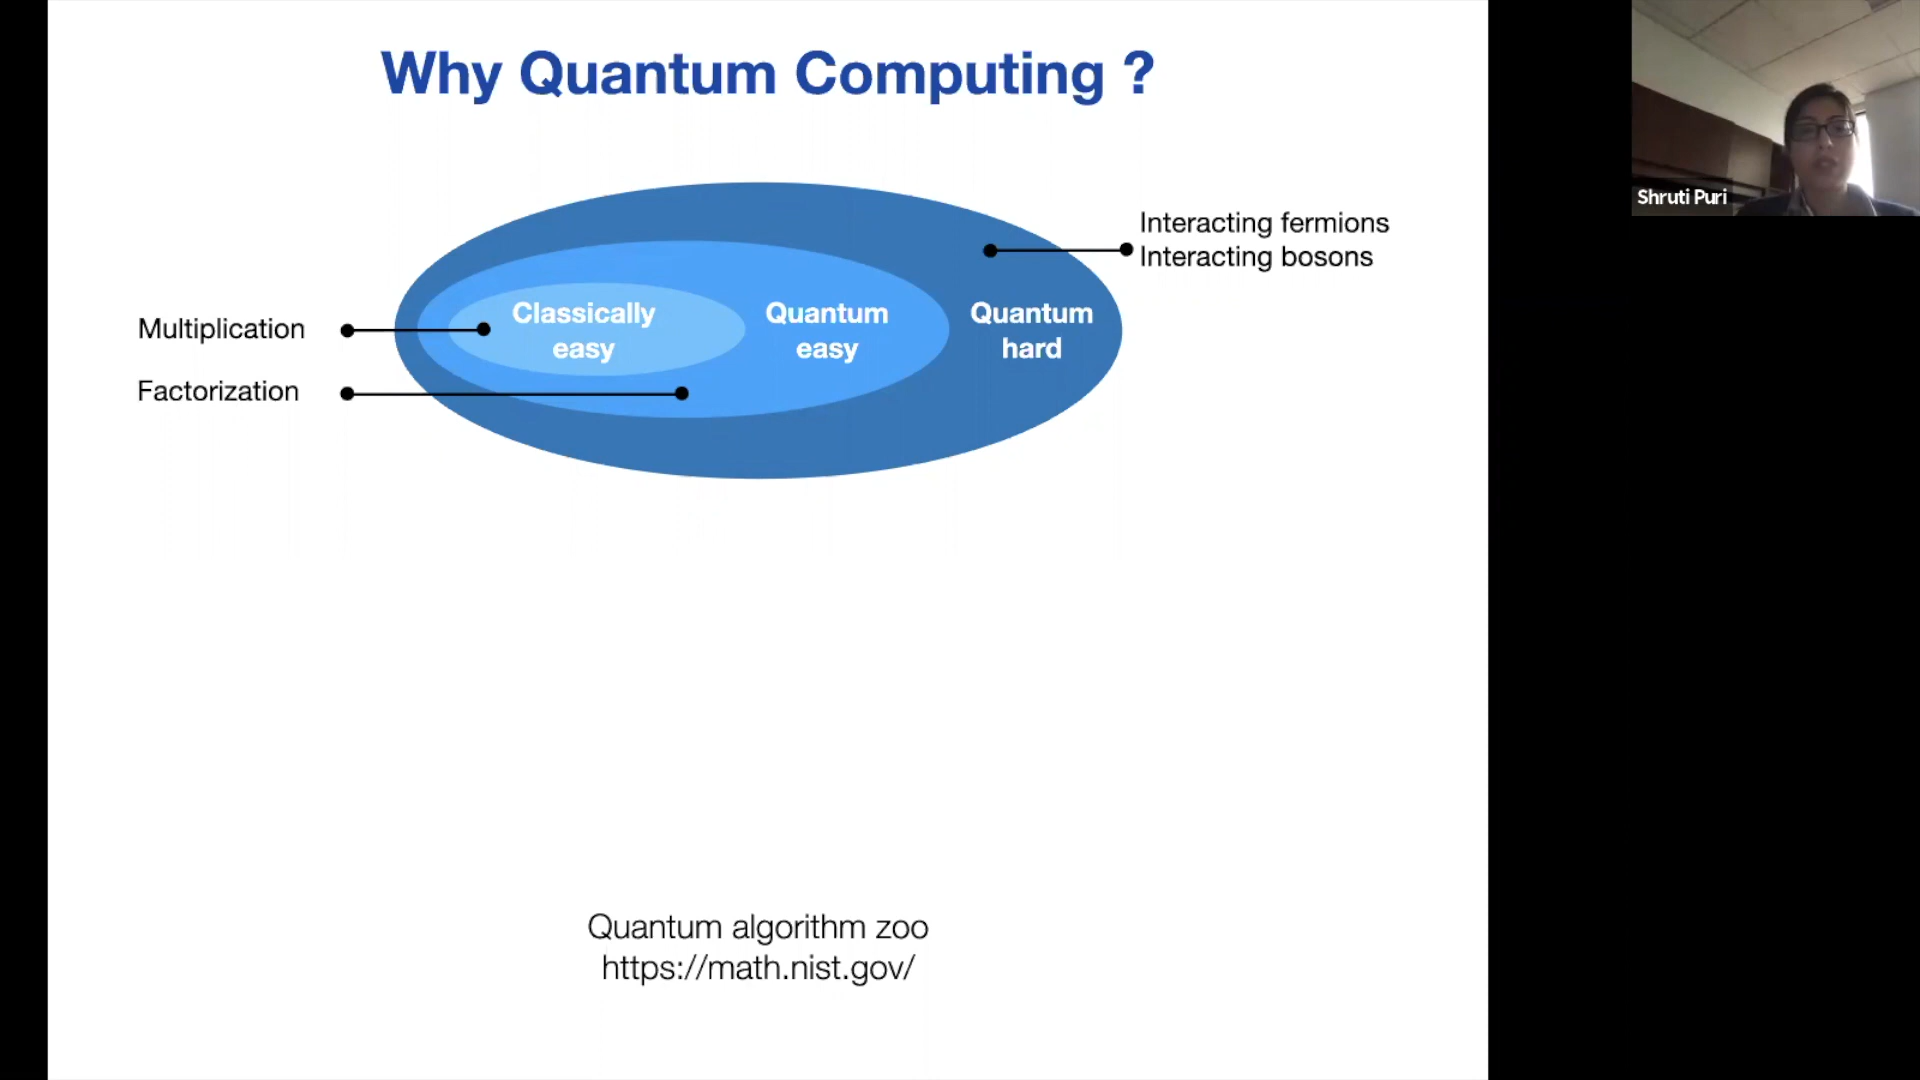 Why Quantum Computing ?
Shruti Puri
Interacting fermions
Interacting bosons
Multiplication
Factorization
Classically
easy
Quantum
easy
Quantum
hard
Quantum algorithm zoo
https://math.nist.gov/